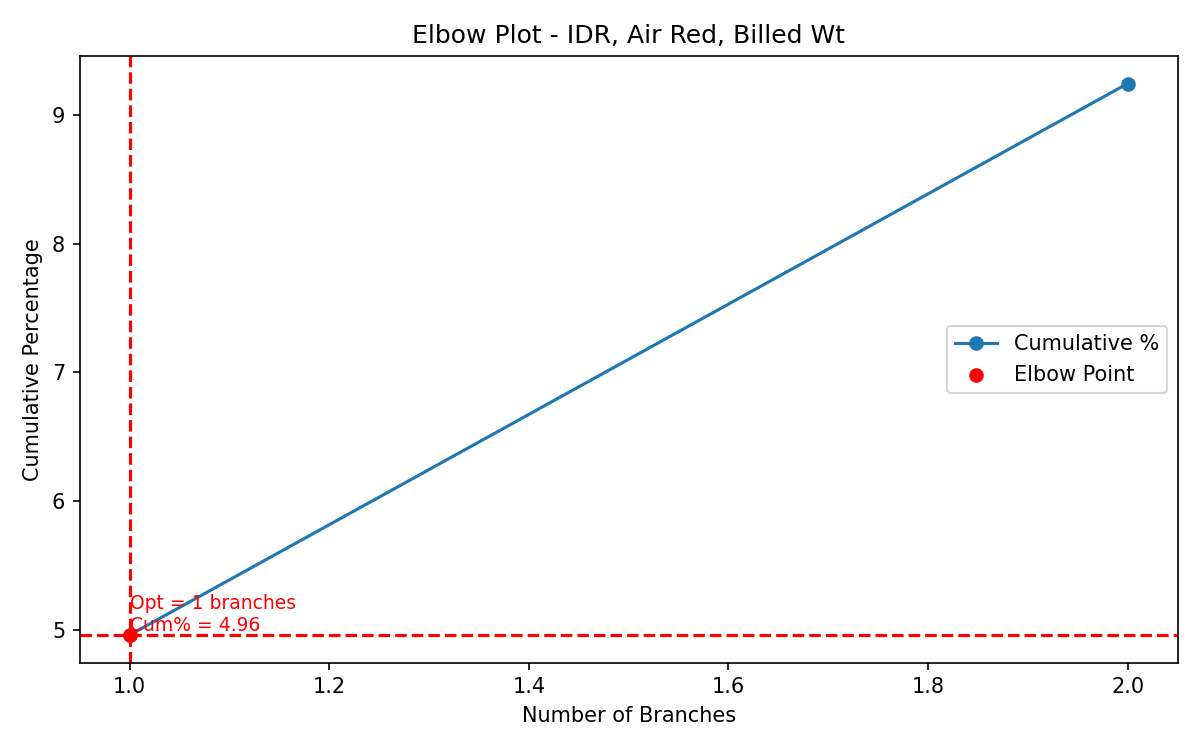 Elbow Plot - IDR, Air Red, Billed Wt
Cumulative Percentage
9
8
7
6
5
Cumulative %
Elbow Point
Opt = 1 branches
Cum% = 4.96
1.0 1.2 1.4 1.6 1.8 2.0
Number of Branches